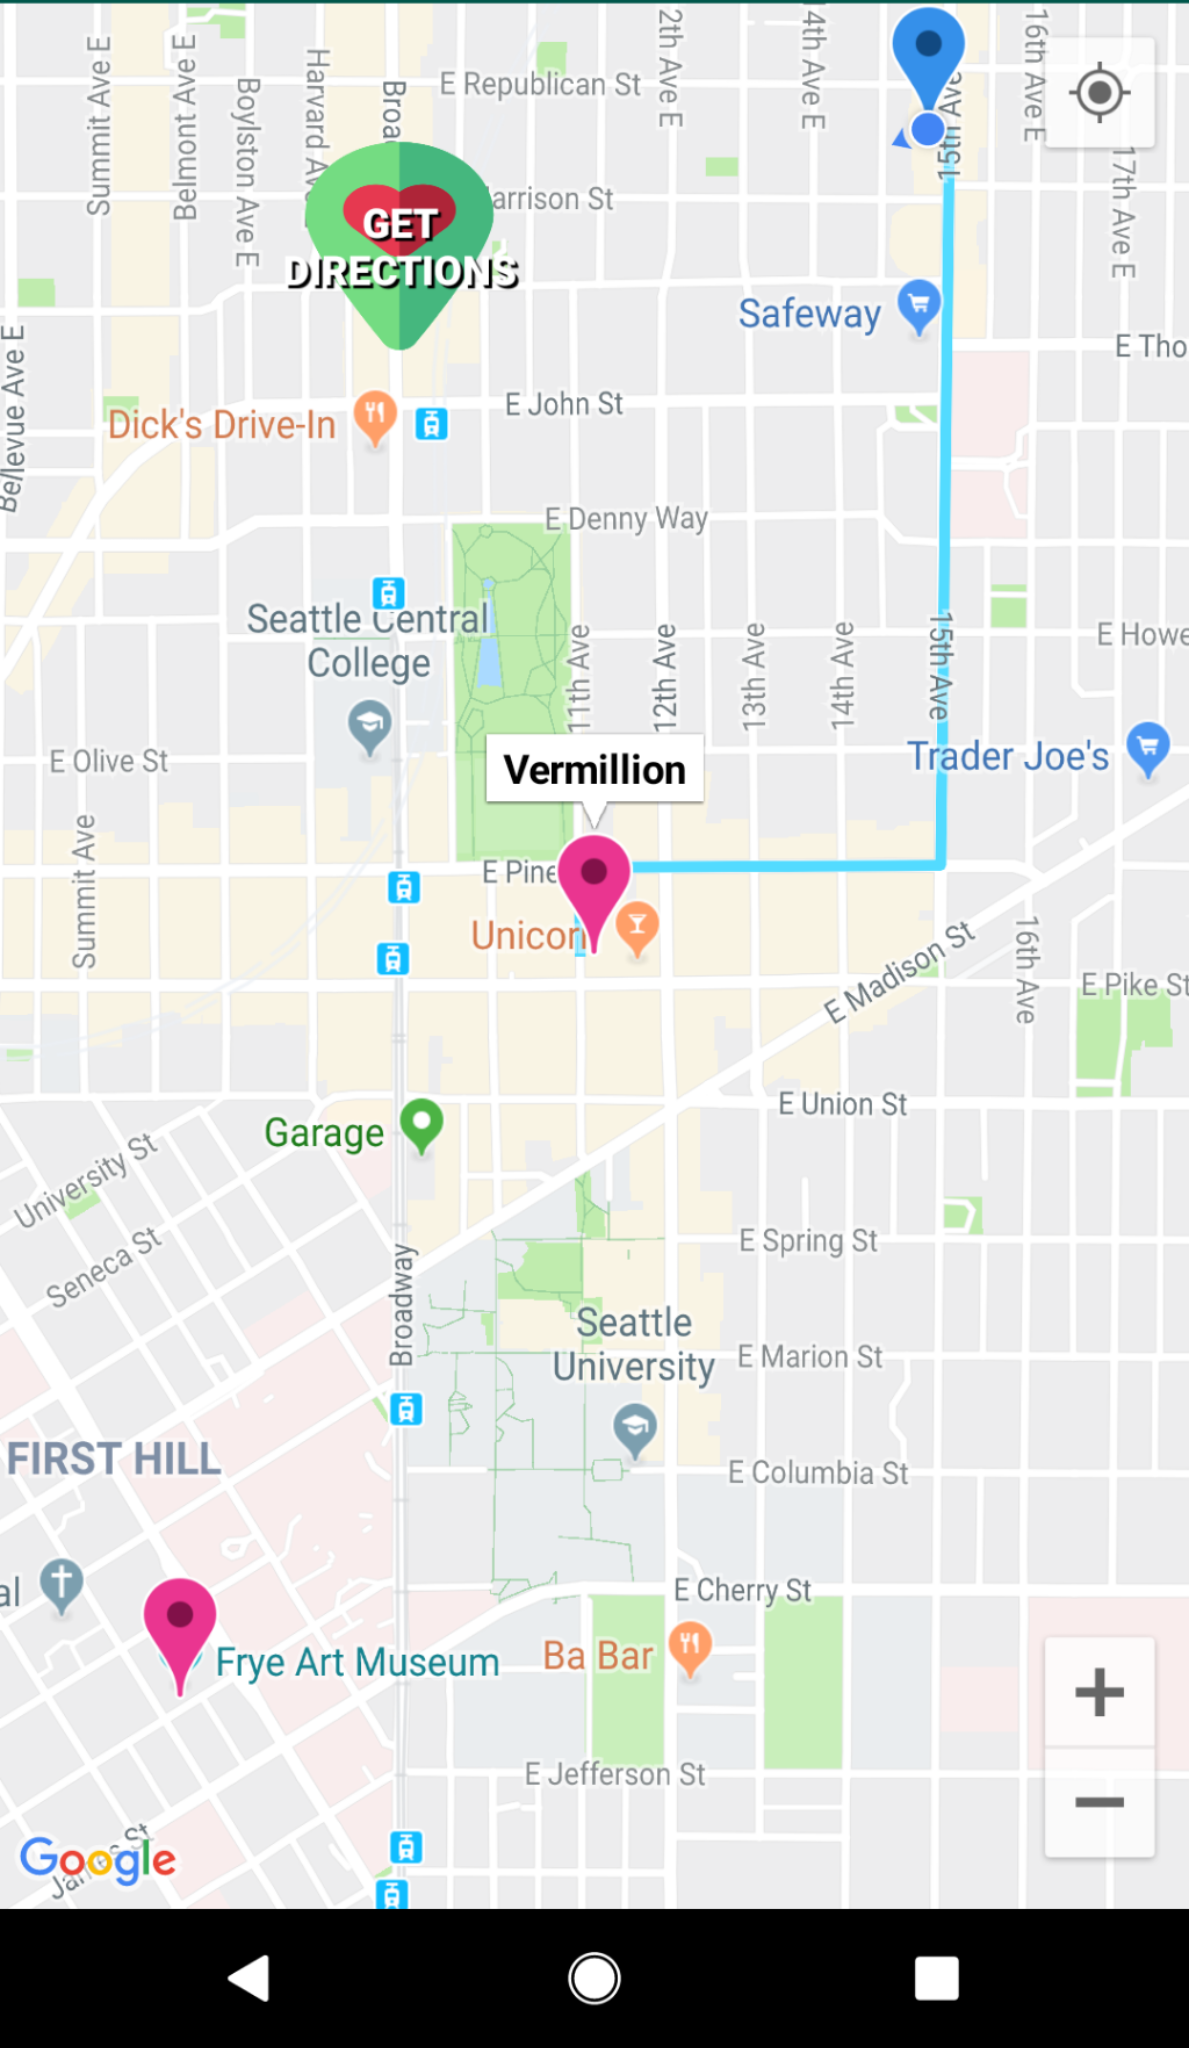 Summit Ave E
Belmont Ave E
Boylston Ave E
Harvard Av
Broa
E Republican St
2th Ave E
4th Ave E
15th Ave
16th Ave E
17th Ave E
arrison St
GET
DIRECTIONS
Safeway
E Tho
Bellevue Ave E
Dick's Drive-In
E John St
E Denny Way
Seattle Central
College
11th Ave
12th Ave
13th Ave
14th Ave
15th Ave
E Howe
E Olive St
Vermillion
Trader Joe's
Summit Ave
E Pine
Unicor
E Madison St
16th Ave
E Pike St
Garage
E Union St
University St
Seneca St
Broadway
E Spring St
Seattle
University
E Marion St
FIRST HILL
E Columbia St
al
E Cherry St
Frye Art Museum
Ba Bar
E Jefferson St
James St
Google